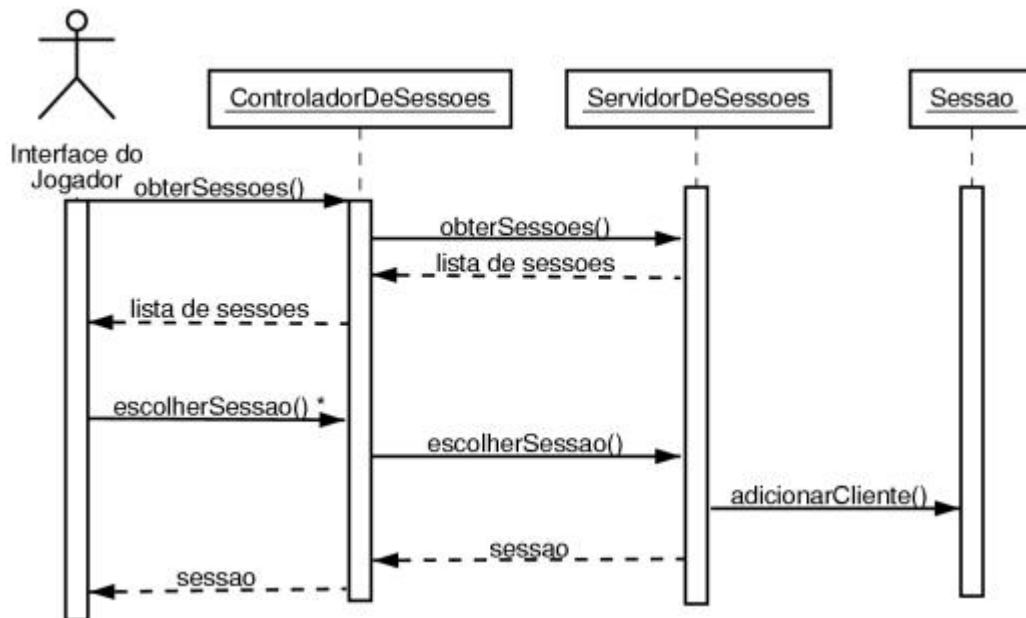 ControladorDeSessoes
ServidorDeSessoes
Sessao
Interface do
Jogador
obterSessoes()
obterSessoes()
lista de sessoes
lista de sessoes
escolherSessao() *
escolherSessao()
adicionarCliente()
sessao
sessao